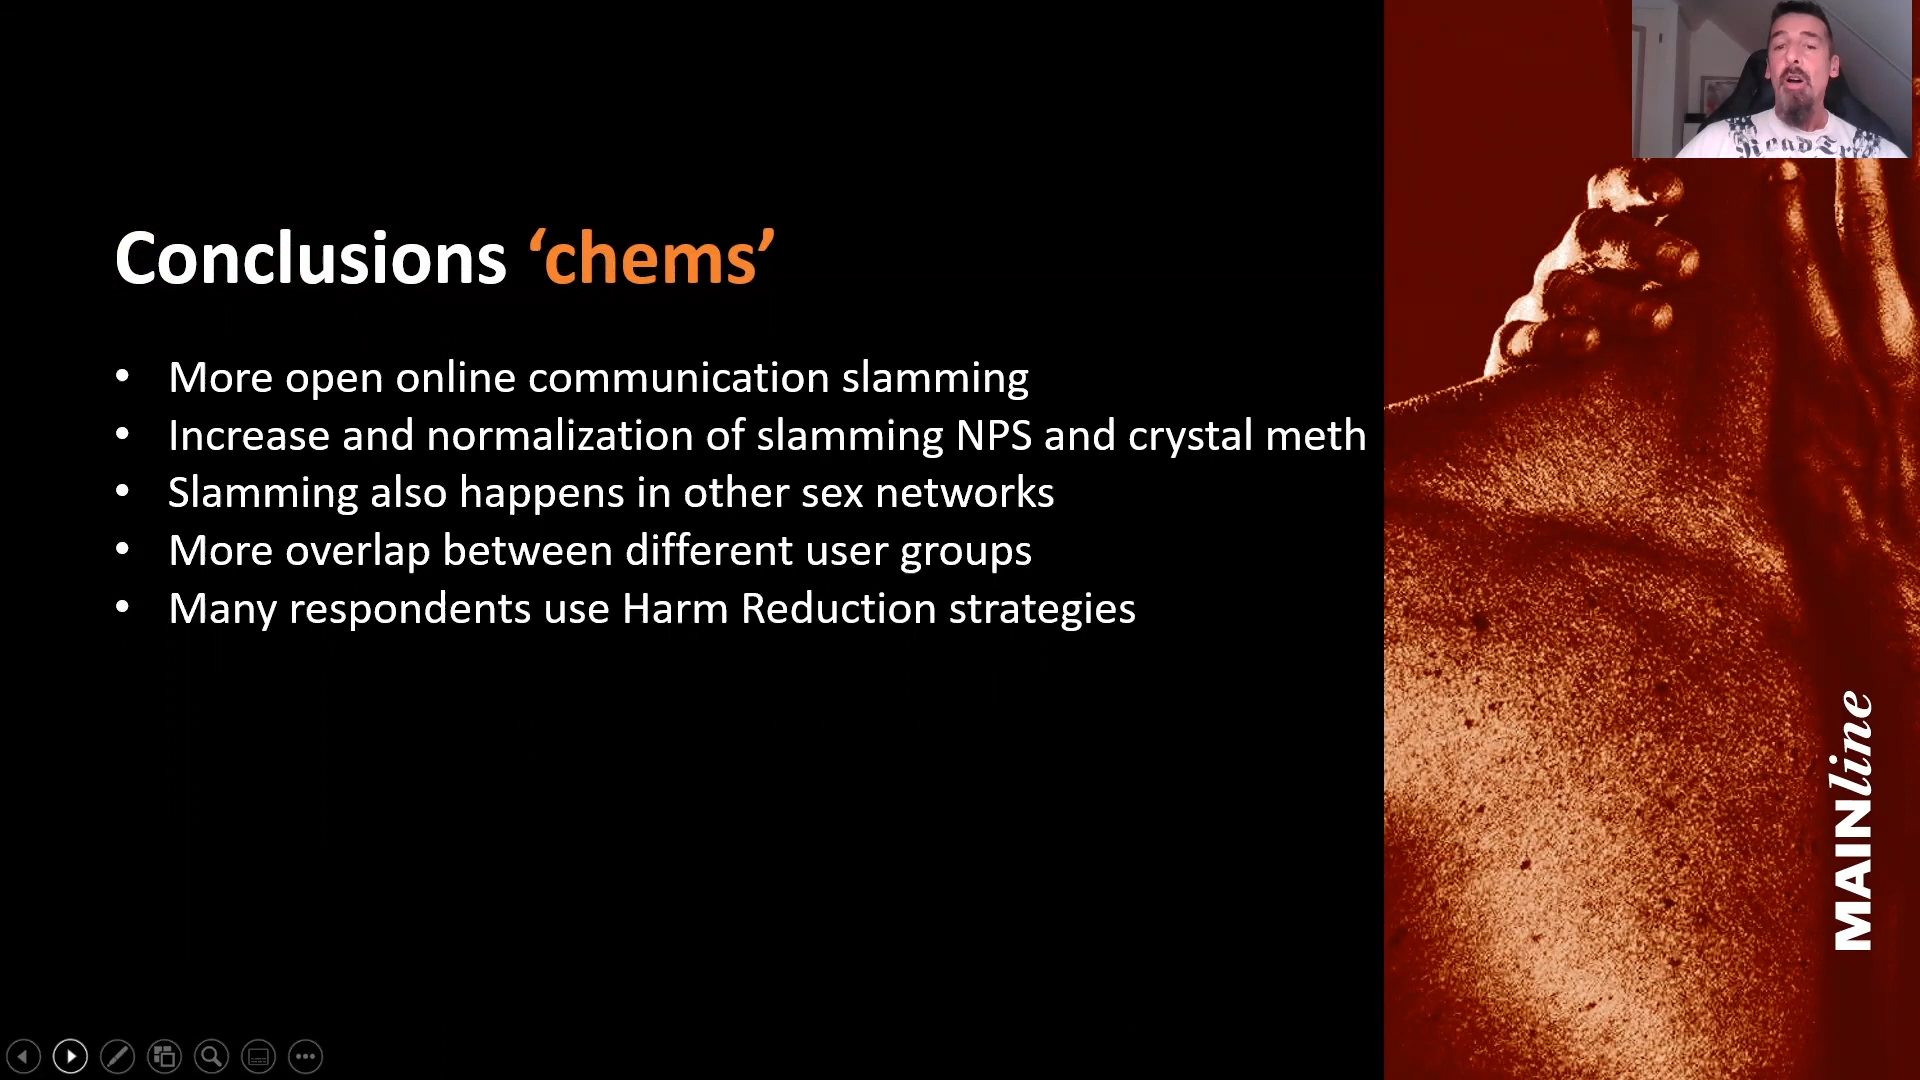 Conclusions ‘chems’
• More open online communication slamming
• Increase and normalization of slamming NPS and crystal meth
• Slamming also happens in other sex networks
• More overlap between different user groups
• Many respondents use Harm Reduction strategies
MAINline